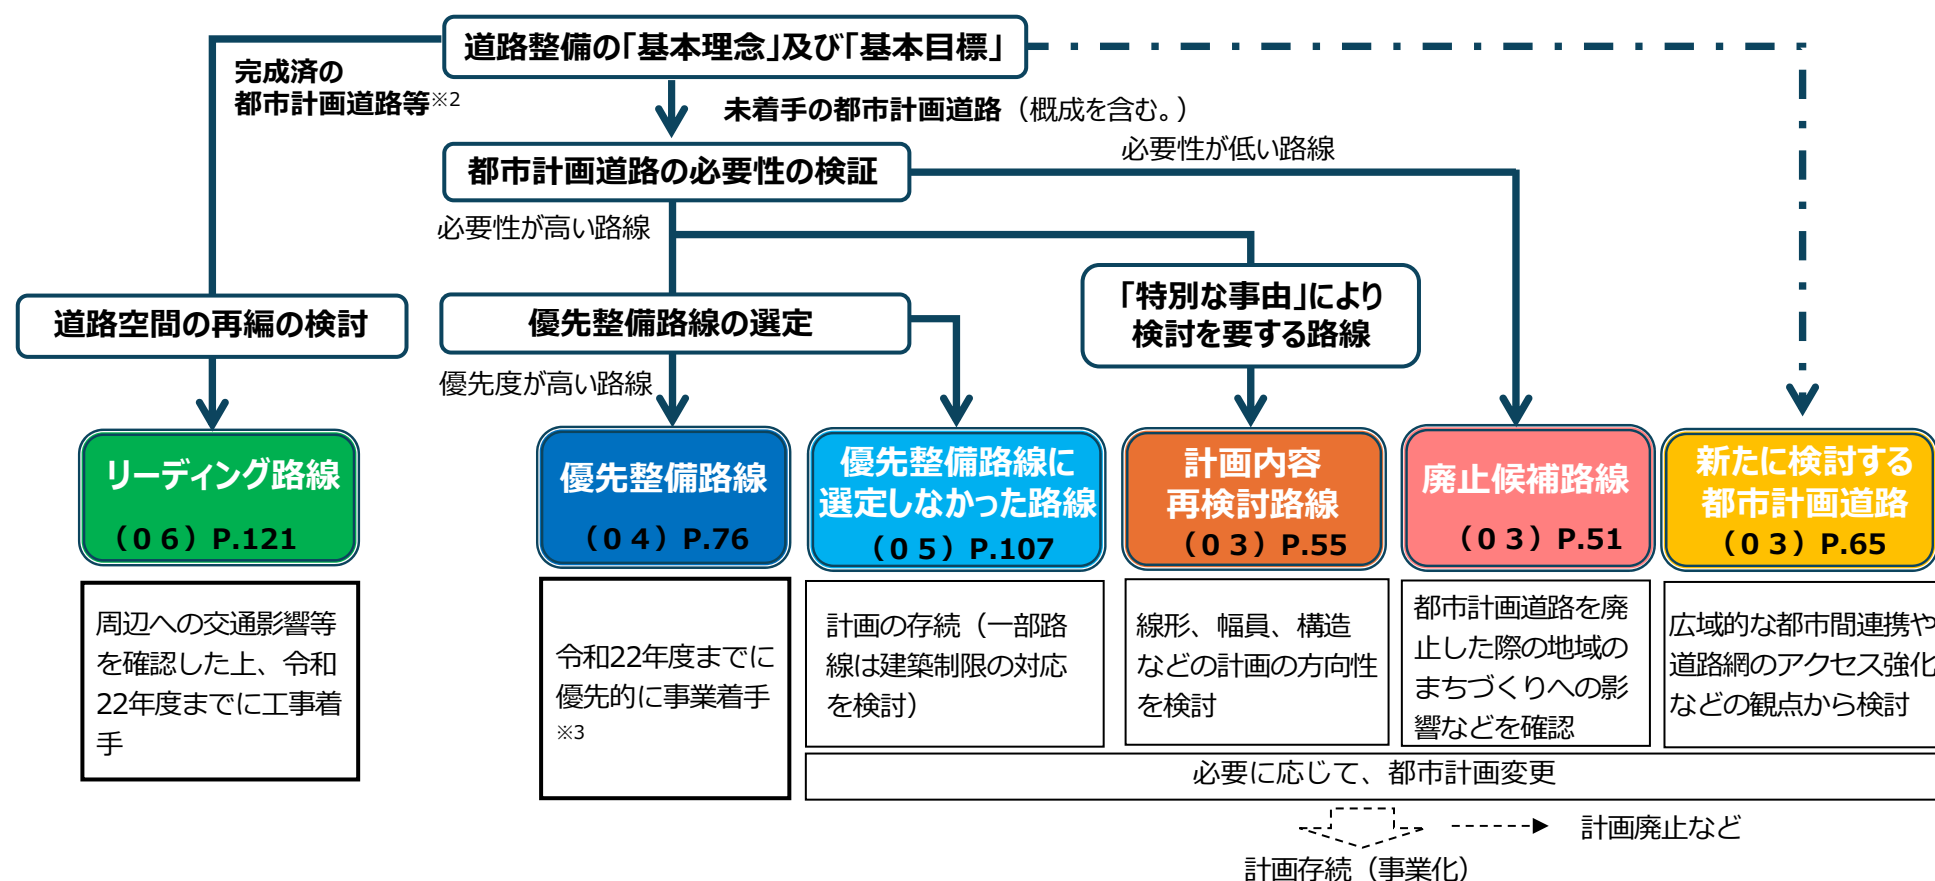 道路整備の「基本理念」及び「基本目標」
完成済の
都市計画道路等※2
未着手の都市計画道路（概成を含む。）
必要性が低い路線
都市計画道路の必要性の検証
必要性が高い路線
「特別な事由」により
検討を要する路線
道路空間の再編の検討
優先整備路線の選定
優先度が高い路線
リーディング路線
（０６）P.121
優先整備路線
（０４）P.76
優先整備路線に
選定しなかった路線
（０５）P.107
計画内容
再検討路線
（０３）P.55
廃止候補路線
（０３）P.51
新たに検討する
都市計画道路
（０３）P.65
周辺への交通影響等
を確認した上、令和
22年度までに工事着
手
令和22年度までに
優先的に事業着手
※3
計画の存続（一部路
線は建築制限の対応
を検討）
線形、幅員、構造
などの計画の方向性
を検討
都市計画道路を廃
止した際の地域の
まちづくりへの影
響などを確認
広域的な都市間連携や
道路網のアクセス強化
などの観点から検討
必要に応じて、都市計画変更
計画廃止など
計画存続（事業化）